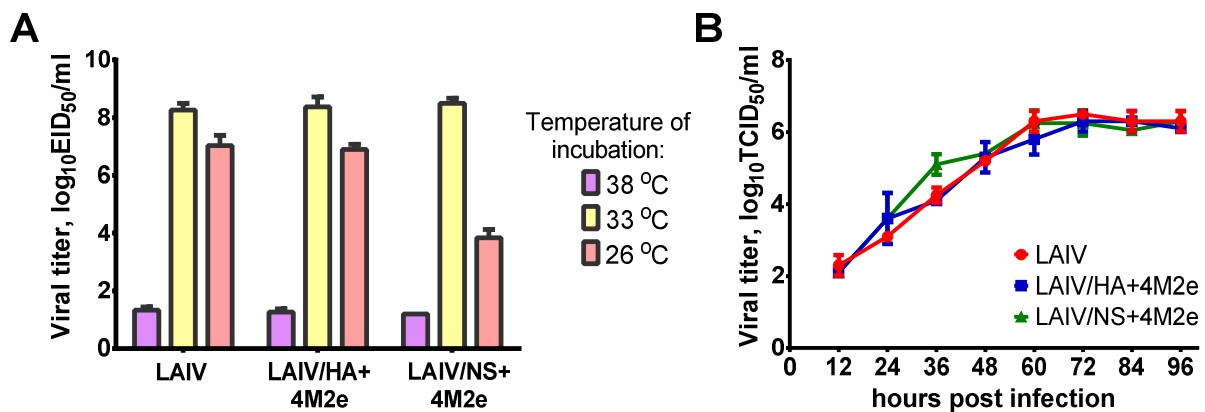 A
Viral titer, log10EID50/ml
10
8
6
4
2
0
LAIV
LAIV/HA+
4M2e
LAIV/NS+
4M2e
Temperature of
incubation:
38 °C
33 °C
26 °C
B
Viral titer, log10TCID50/ml
8
6
4
2
0
0 12 24 36 48 60 72 84 96
hours post infection
LAIV
LAIV/HA+4M2e
LAIV/NS+4M2e